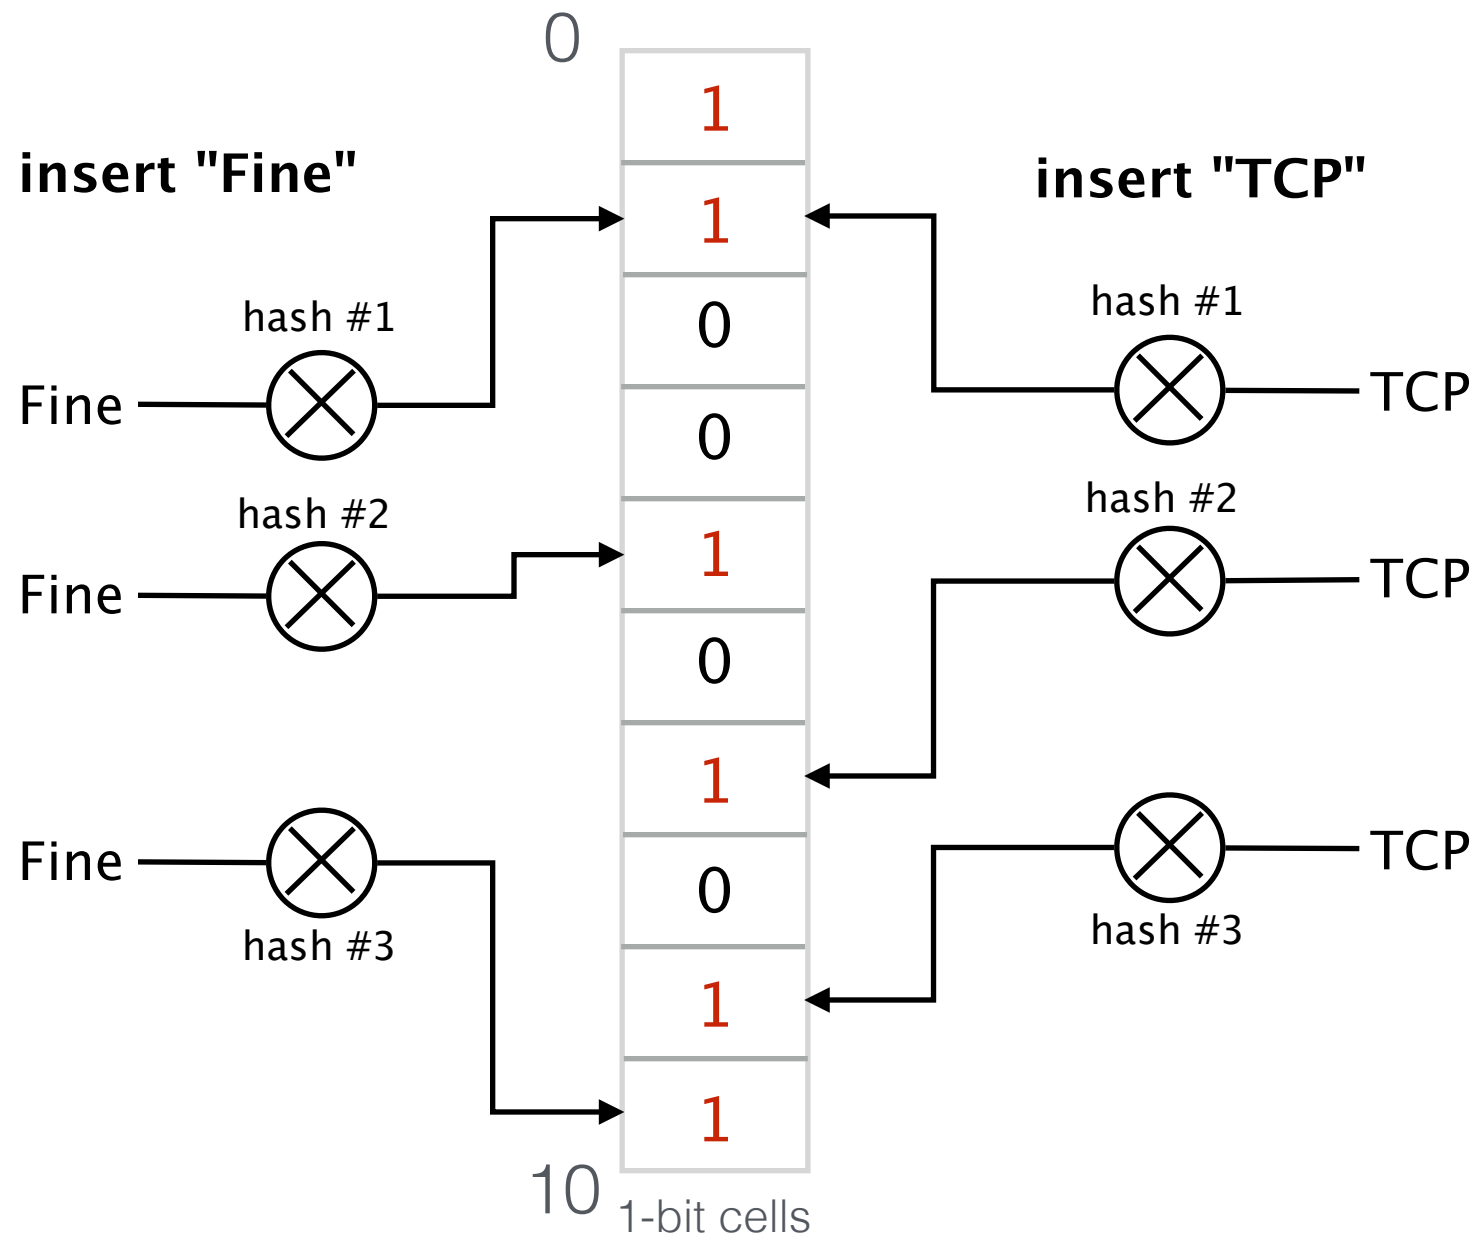 0
insert "Fine"
hash #1
Fine
hash #2
Fine
Fine
hash #3
1
1
0
0
1
0
1
0
1
1
10
1-bit cells
insert "TCP"
hash #1
TCP
hash #2
TCP
TCP
hash #3